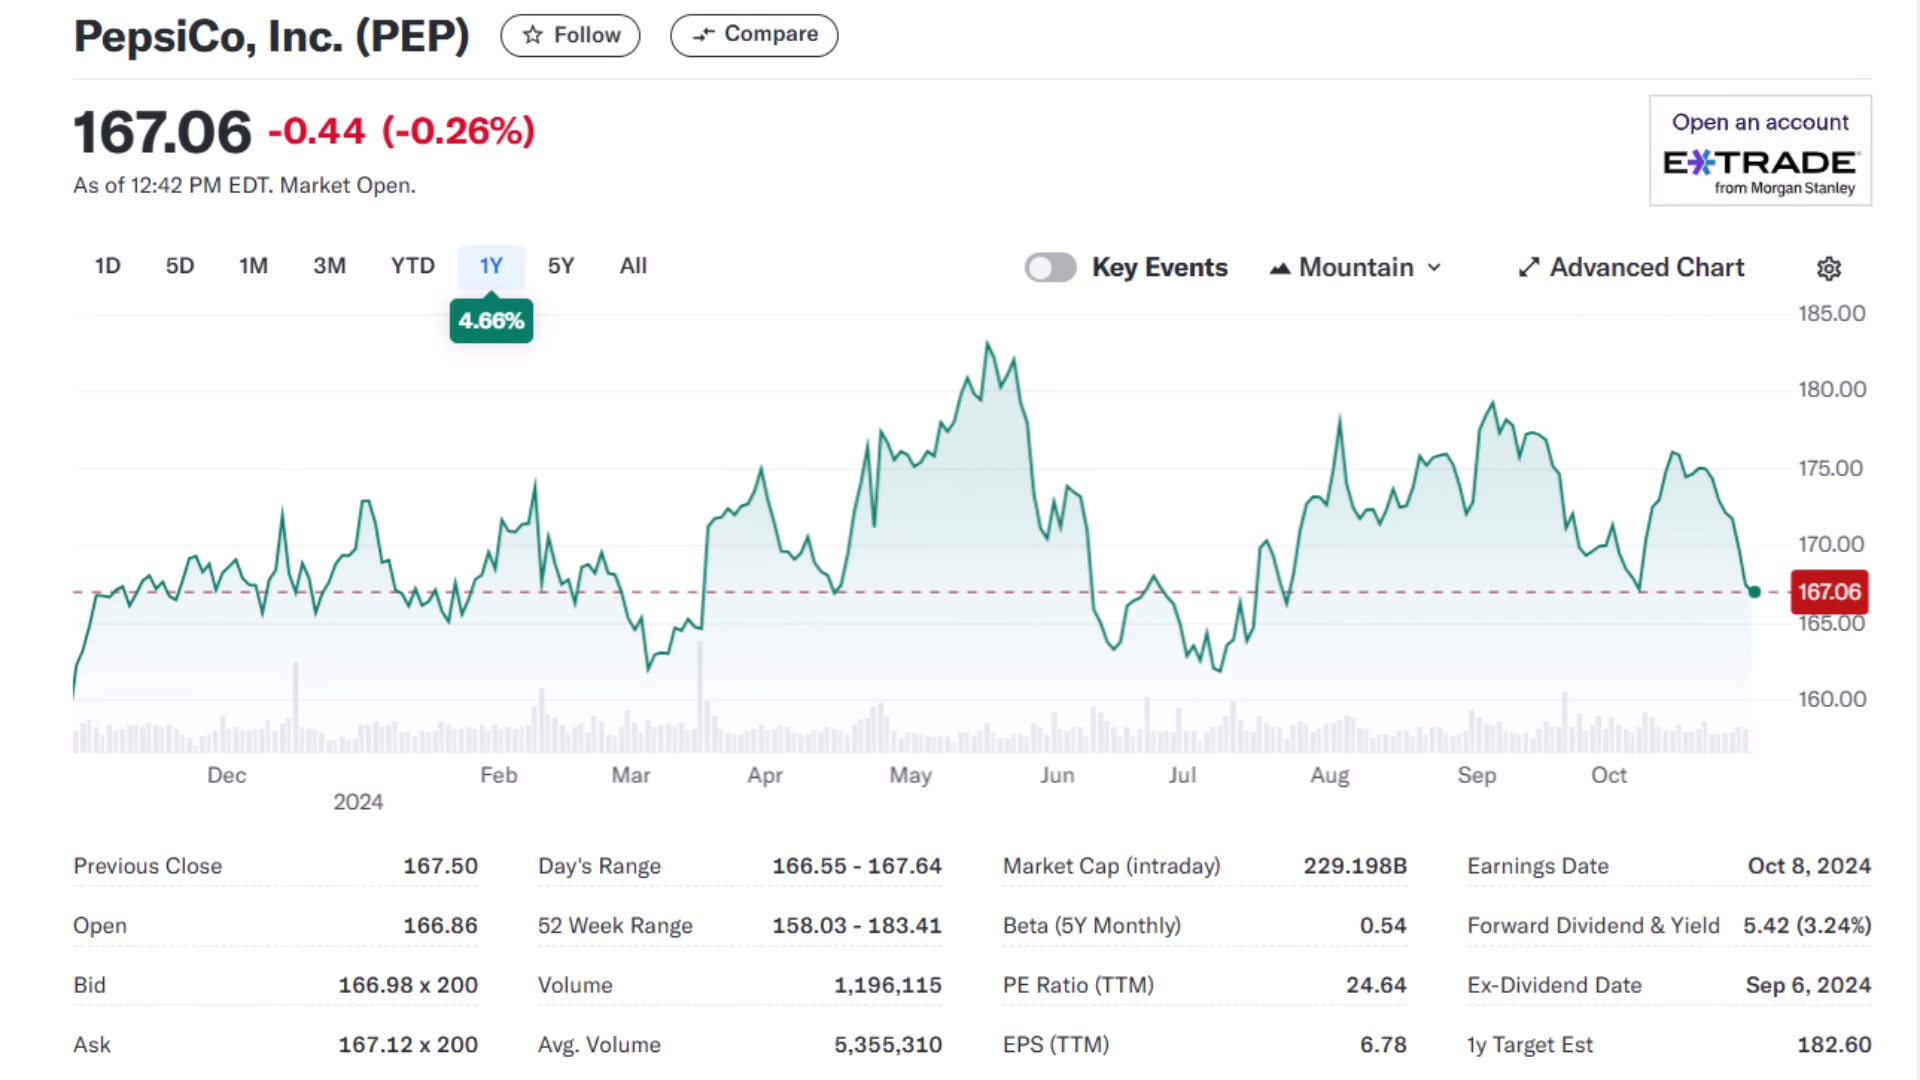 PepsiCo, Inc. (PEP) Follow Compare
167.06 -0.44 (-0.26%)
As of 12:42 PM EDT. Market Open.
Open an account
E*TRADE
from Morgan Stanley
1D 5D 1M 3M YTD 1Y 5Y All Key Events Mountain Advanced Chart
4.66%
185.00
180.00
175.00
170.00
167.06
165.00
160.00
Dec Feb Mar Apr May Jun Jul Aug Sep Oct
2024
Previous Close 167.50 Day's Range 166.55 - 167.64 Market Cap (intraday) 229.198B Earnings Date Oct 8, 2024
Open 166.86 52 Week Range 158.03 - 183.41 Beta (5Y Monthly) 0.54 Forward Dividend & Yield 5.42 (3.24%)
Bid 166.98 x 200 Volume 1,196,115 PE Ratio (TTM) 24.64 Ex-Dividend Date Sep 6, 2024
Ask 167.12 x 200 Avg. Volume 5,355,310 EPS (TTM) 6.78 1y Target Est 182.60